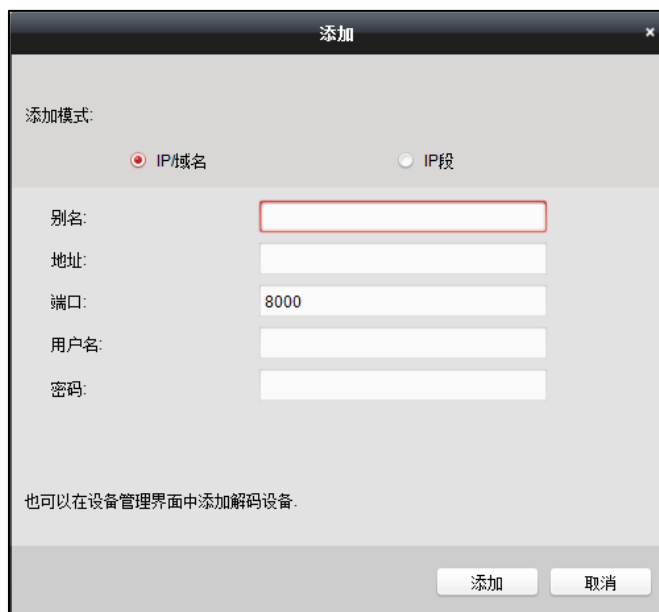 添加
添加模式:
IP/域名 IP段
别名:
地址:
端口: 8000
用户名:
密码:
也可以在设备管理界面中添加解码设备.
添加 取消